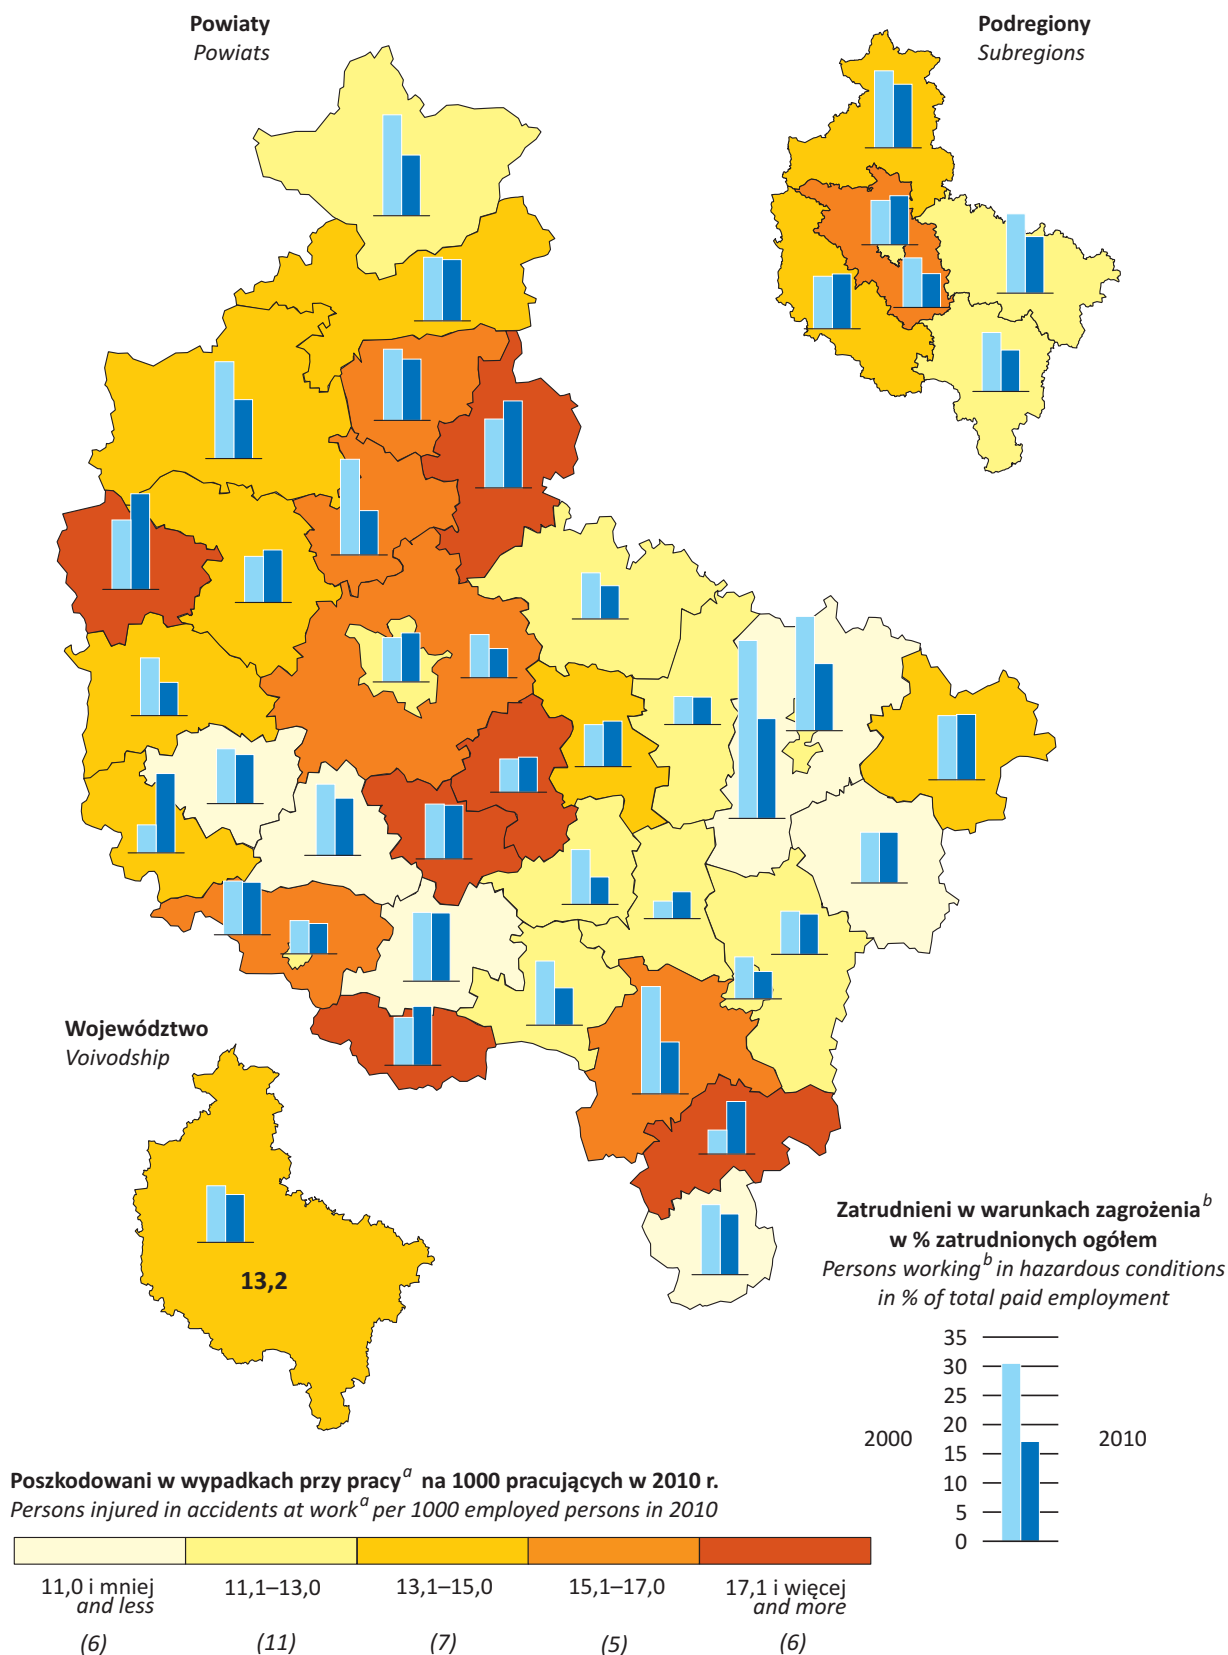 Powiaty
Powiats
Podregiony
Subregions
Województwo
Voivodship
13,2
Zatrudnieni w warunkach zagrożenia b
w % zatrudnionych ogółem
Persons working b in hazardous conditions
in % of total paid employment
35
30
25
20
2000
2010
15
10
5
0
Poszkodowani w wypadkach przy pracy a na 1000 pracujących w 2010 r.
Persons injured in accidents at work a per 1000 employed persons in 2010
11,0 i mniej
and less
11,1–13,0
13,1–15,0
15,1–17,0
17,1 i więcej
and more
(6)
(11)
(7)
(5)
(6)